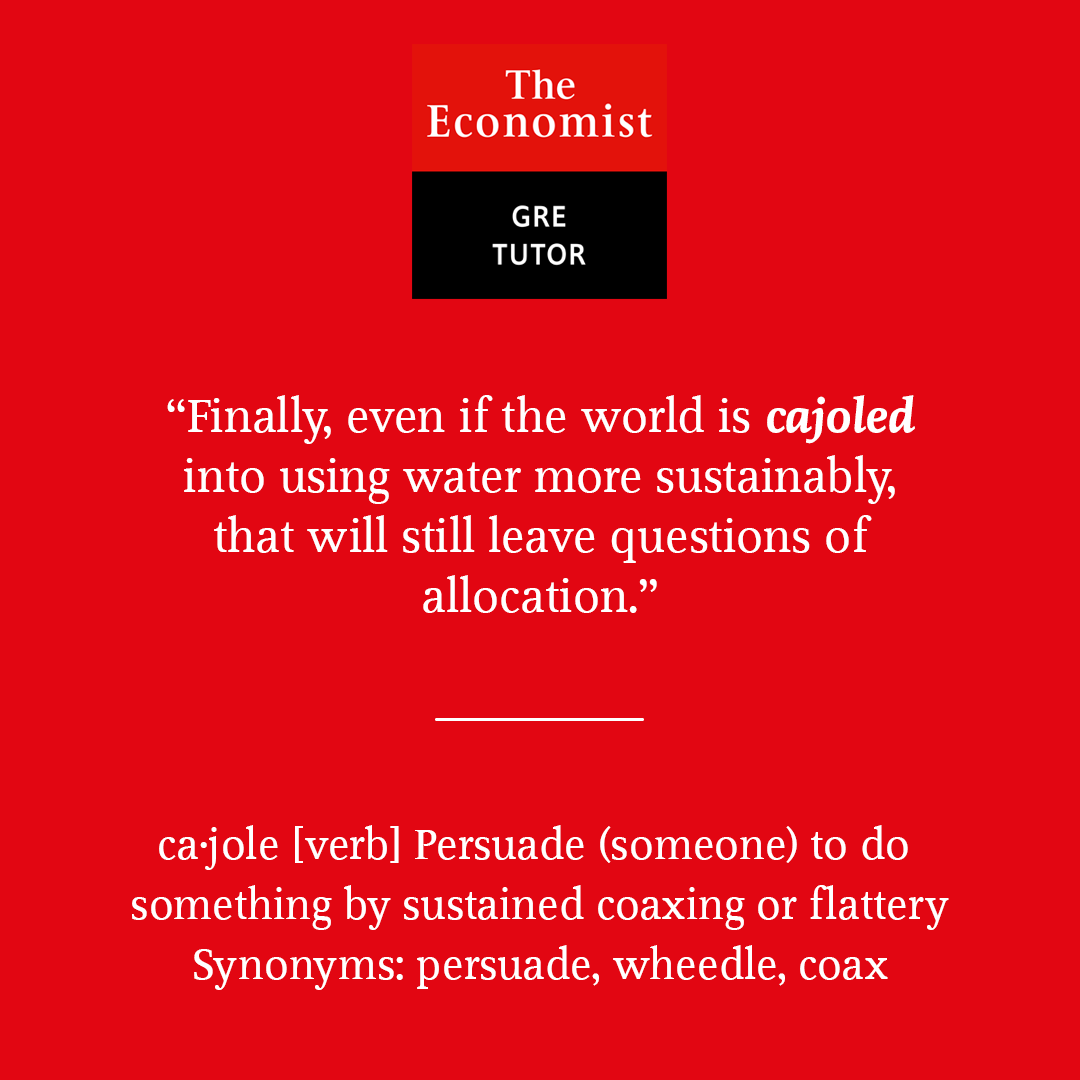 The
Economist
GRE
TUTOR
“Finally, even if the world is cajoled
into using water more sustainably,
that will still leave questions of
allocation.”
ca·jole [verb] Persuade (someone) to do
something by sustained coaxing or flattery
Synonyms: persuade, wheedle, coax